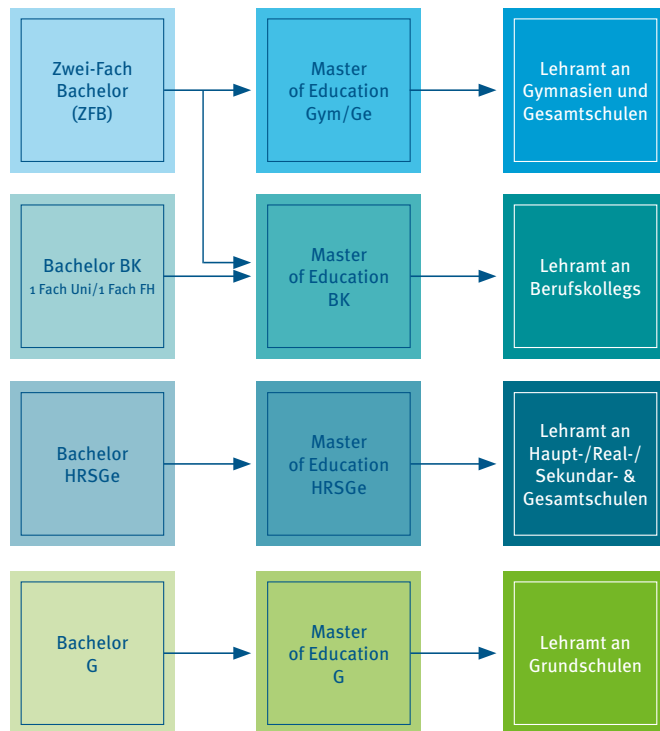 Zwei-Fach
Bachelor
(ZFB)
Master
of Education
Gym/Ge
Lehramt an
Gymnasien und
Gesamtschulen
Bachelor BK
1 Fach Uni/1 Fach FH
Master
of Education
BK
Lehramt an
Berufskollegs
Bachelor
HRSGe
Master
of Education
HRSGe
Lehramt an
Haupt-/Real-/
Sekundar- &
Gesamtschulen
Bachelor
G
Master
of Education
G
Lehramt an
Grundschulen